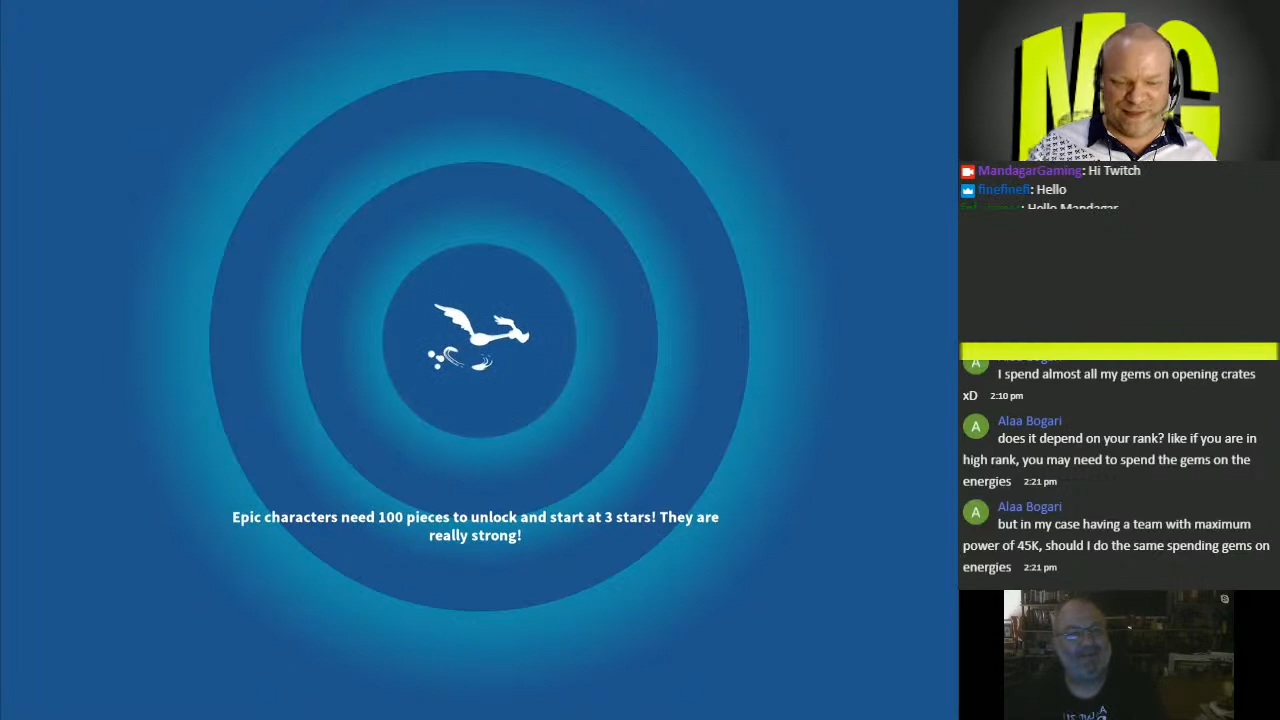 MG
MandagarGaming: Hi Twitch
finefinefi: Hello
: Hello Mandagar
Epic characters need 100 pieces to unlock and start at 3 stars! They are
really strong!
I spend almost all my gems on opening crates
xD 2:10 pm
A Alaa Bogari
does it depend on your rank? like if you are in
high rank, you may need to spend the gems on the
energies 2:21 pm
A Alaa Bogari
but in my case having a team with maximum
power of 45K, should I do the same spending gems on
energies 2:21 pm